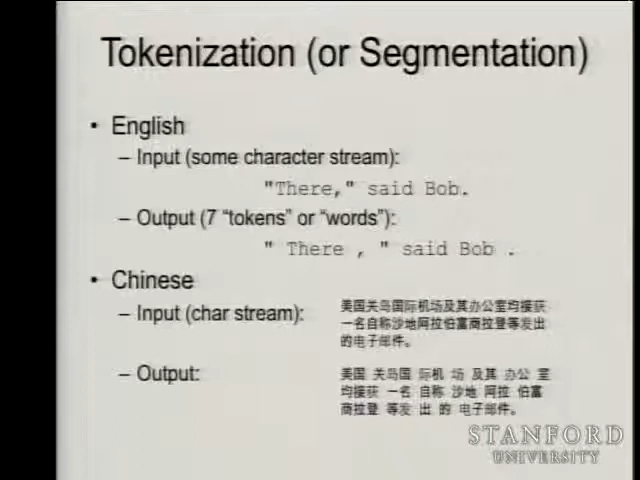 Tokenization (or Segmentation)
• English
– Input (some character stream):
"There," said Bob.
– Output (7 “tokens” or “words”):
" There , " said Bob .
• Chinese
– Input (char stream):
美国关岛国际机场及其办公室均接获
一名自称沙地阿拉伯富商拉登等发出
的电子邮件。
– Output:
美国 关岛国 际机 场 及其 办公 室
均接获 一名 自称 沙地 阿拉 伯富
商拉登 等发 出 的 电子邮件。
STANFORD
UNIVERSITY